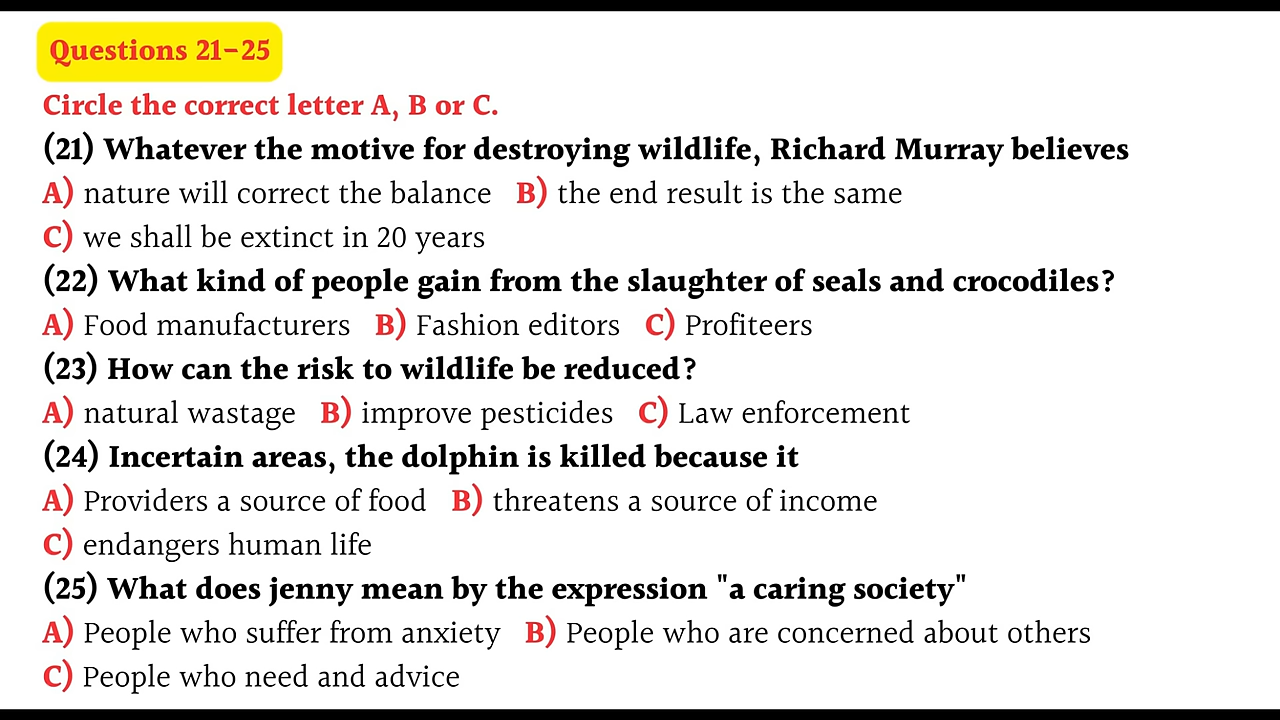 Questions 21–25
Circle the correct letter A, B or C.
(21) Whatever the motive for destroying wildlife, Richard Murray believes
A) nature will correct the balance B) the end result is the same
C) we shall be extinct in 20 years
(22) What kind of people gain from the slaughter of seals and crocodiles?
A) Food manufacturers B) Fashion editors C) Profiteers
(23) How can the risk to wildlife be reduced?
A) natural wastage B) improve pesticides C) Law enforcement
(24) Incertain areas, the dolphin is killed because it
A) Providers a source of food B) threatens a source of income
C) endangers human life
(25) What does jenny mean by the expression "a caring society"
A) People who suffer from anxiety B) People who are concerned about others
C) People who need and advice